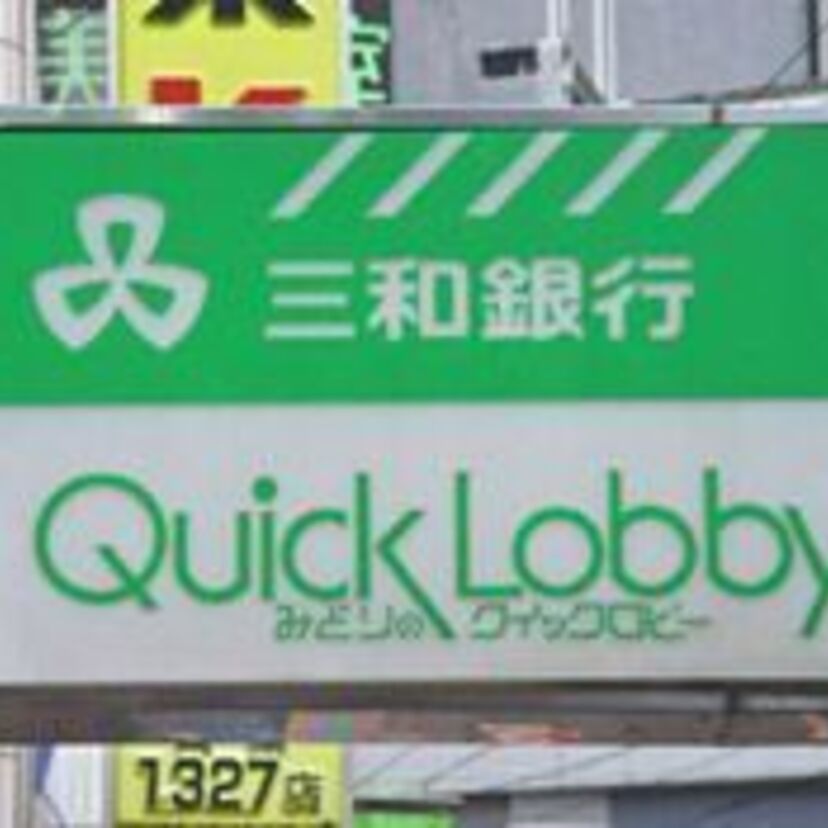 三和銀行
Quick Lobby
みどりの クイックロビー
1327店